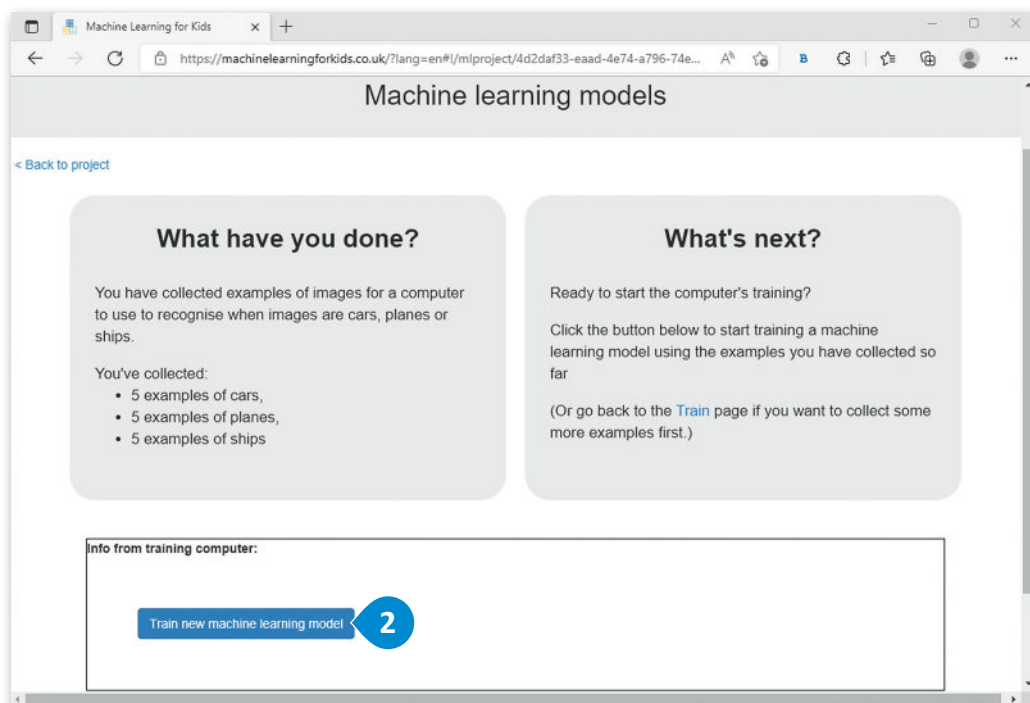 Machine Learning for Kids
https://machinelearningforkids.co.uk/?lang=en#!/mlproject/4d2daf33-eaad-4e74-a796-74e...
Machine learning models
< Back to project
What have you done?
You have collected examples of images for a computer
to use to recognise when images are cars, planes or
ships.
You've collected:
• 5 examples of cars,
• 5 examples of planes,
• 5 examples of ships
What's next?
Ready to start the computer's training?
Click the button below to start training a machine
learning model using the examples you have collected so
far
(Or go back to the Train page if you want to collect some
more examples first.)
Info from training computer:
Train new machine learning model
2